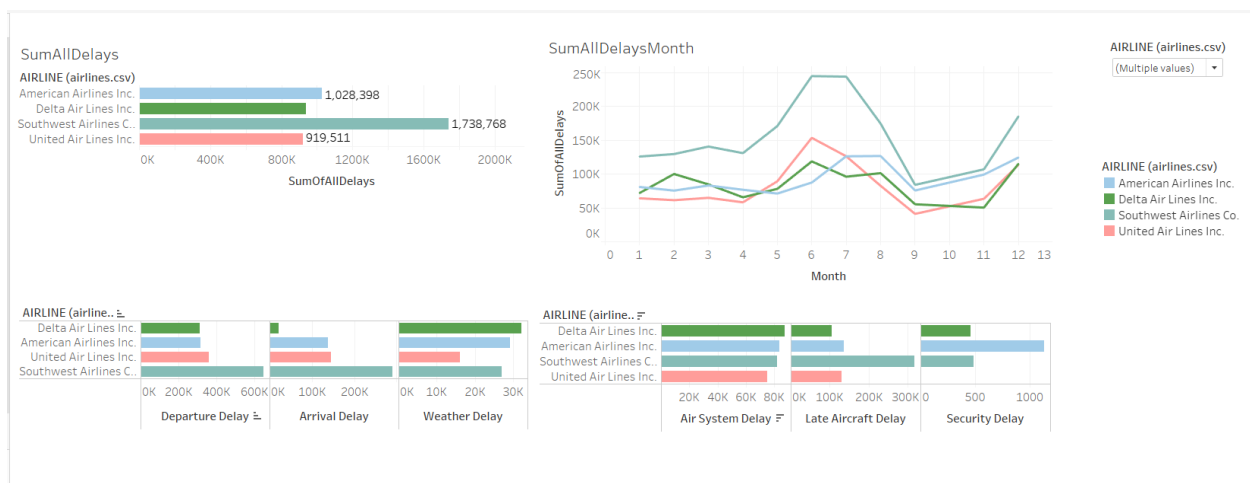 SumAllDelays
AIRLINE (airlines.csv)
American Airlines Inc.
1,028,398
Delta Air Lines Inc.
Southwest Airlines C..
1,738,768
United Air Lines Inc.
919,511
0K 400K 800K 1200K 1600K 2000K
SumOfAllDelays
SumAllDelaysMonth
250K
200K
150K
100K
50K
0K
SumOfAllDelays
0 1 2 3 4 5 6 7 8 9 10 11 12 13
Month
AIRLINE (airlines.csv)
(Multiple values)
AIRLINE (airlines.csv)
American Airlines Inc.
Delta Air Lines Inc.
Southwest Airlines Co.
United Air Lines Inc.
AIRLINE (airline..
Delta Air Lines Inc.
American Airlines Inc.
United Air Lines Inc.
Southwest Airlines C..
0K 200K 400K 600K 0K 100K 200K 0K 10K 20K 30K
Departure Delay Arrival Delay Weather Delay
AIRLINE (airline..
Delta Air Lines Inc.
American Airlines Inc.
Southwest Airlines C..
United Air Lines Inc.
20K 40K 60K 80K 0K 100K 200K 300K 0 500 1000
Air System Delay Late Aircraft Delay Security Delay